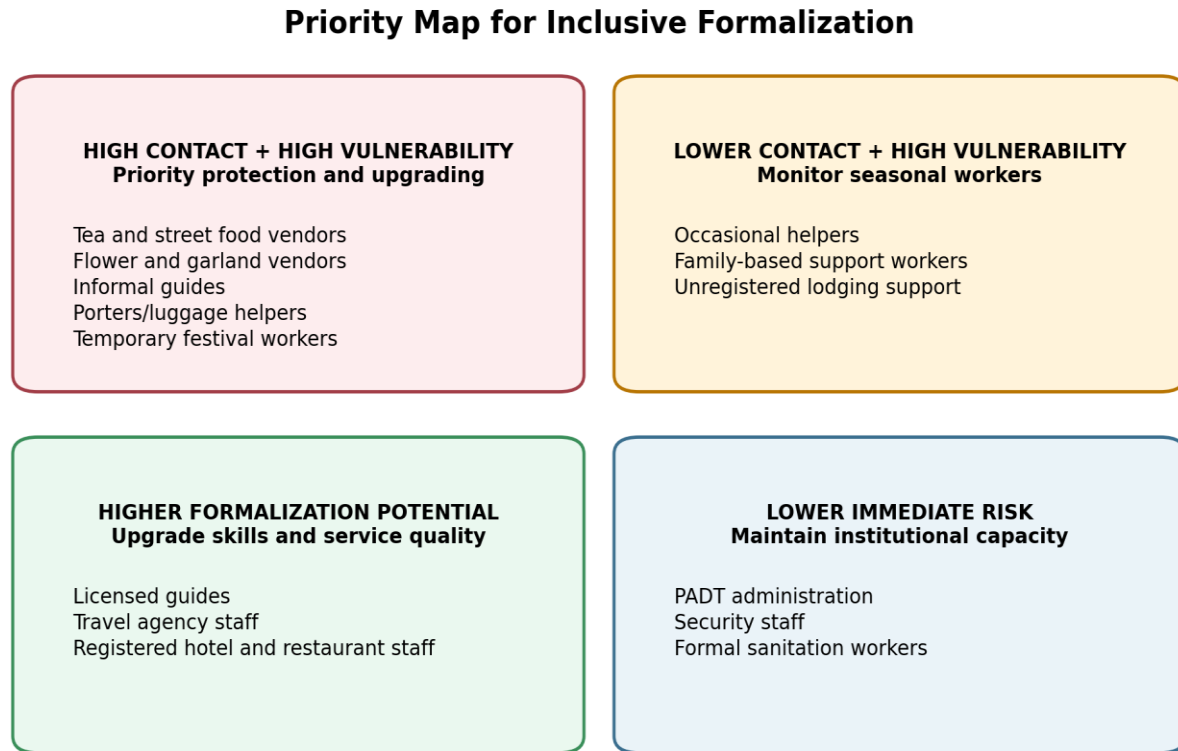 Priority Map for Inclusive Formalization
HIGH CONTACT + HIGH VULNERABILITY
Priority protection and upgrading
Tea and street food vendors
Flower and garland vendors
Informal guides
Porters/luggage helpers
Temporary festival workers
LOWER CONTACT + HIGH VULNERABILITY
Monitor seasonal workers
Occasional helpers
Family-based support workers
Unregistered lodging support
HIGHER FORMALIZATION POTENTIAL
Upgrade skills and service quality
Licensed guides
Travel agency staff
Registered hotel and restaurant staff
LOWER IMMEDIATE RISK
Maintain institutional capacity
PADT administration
Security staff
Formal sanitation workers